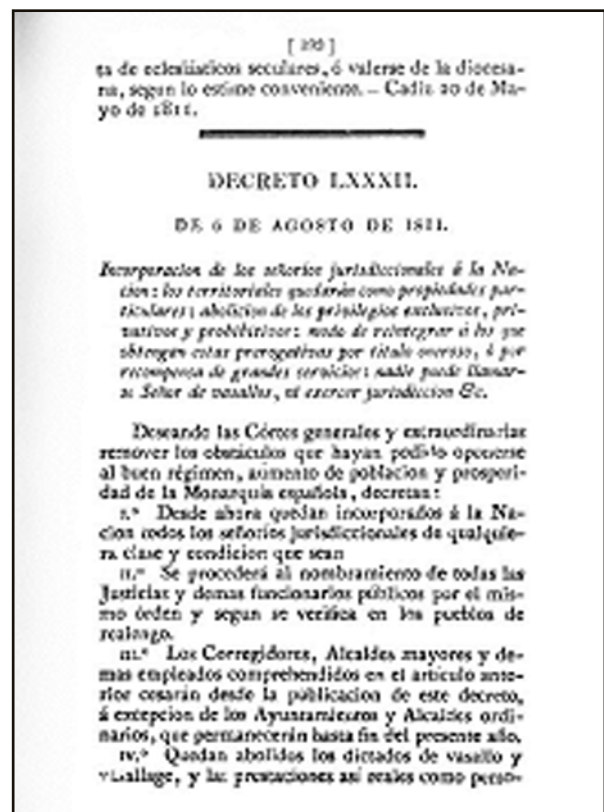 [ 193 ]
ta de eclesiásticos seculares, ó valerse de la diocesa-
na, segun lo estime conveniente. — Cadiz 20 de Ma-
yo de 1811.
DECRETO LXXXII.
DE 6 DE AGOSTO DE 1811.
Incorporacion de los señoríos jurisdiccionales á la Na-
cion: los territoriales quedarán como propiedades par-
ticulares: abolicion de los privilegios exclusivos, pri-
vativos y prohibitivos: modo de reintegrar á los que
obtengan estas prerogativas por título oneroso, ó por
recompensa de grandes servicios: nadie puede llamar-
se Señor de vasallos, ni exercer jurisdiccion &c.
Deseando las Córtes generales y extraordinarias
remover los obstáculos que hayan podido oponerse
al buen régimen, aumento de poblacion y prosperi-
dad de la Monarquía española, decretan:
I.º Desde ahora quedan incorporados á la Na-
cion todos los señoríos jurisdiccionales de qualquie-
ra clase y condicion que sean
II.º Se procederá al nombramiento de todas las
Justicias y demas funcionarios públicos por el mis-
mo órden y segun se verifica en los pueblos de
realengo.
III.º Los Corregidores, Alcaldes mayores y de-
mas empleados comprehendidos en el artículo ante-
rior cesarán desde la publicacion de este decreto,
á excepcion de los Ayuntamientos y Alcaldes ordi-
narios, que permanecerán hasta fin del presente año.
IV.º Quedan abolidos los dictados de vasallo y
vasallage, y las prestaciones así reales como perso-